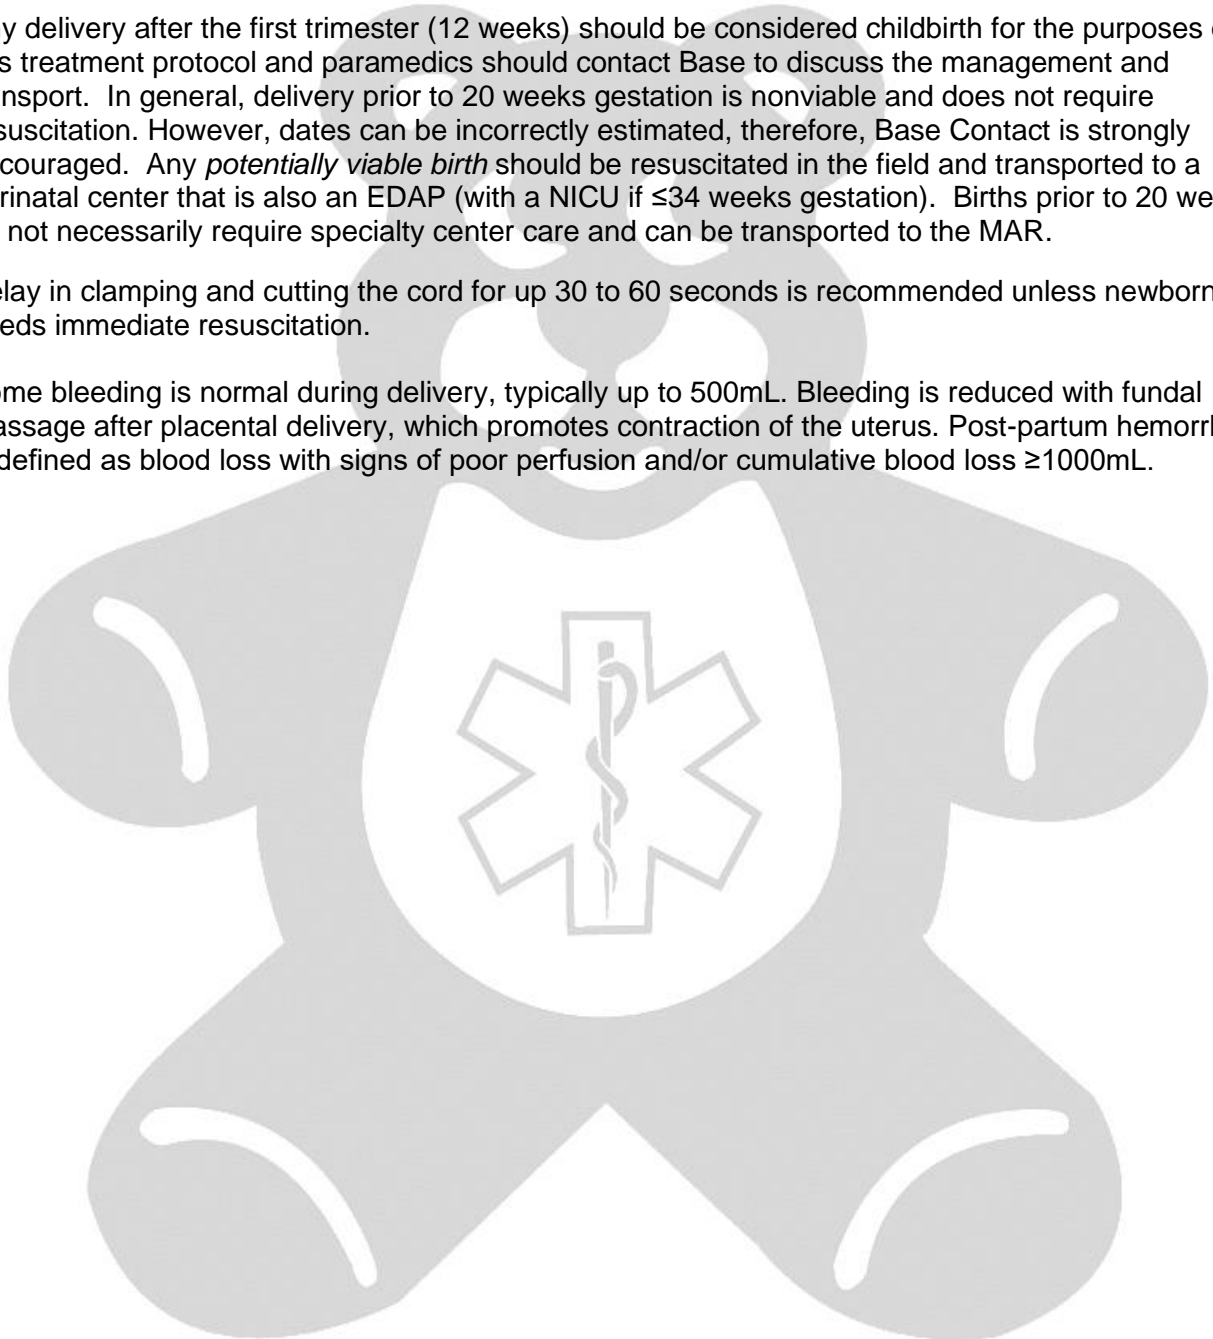 y delivery after the first trimester (12 weeks) should be considered childbirth for the purposes
s treatment protocol and paramedics should contact Base to discuss the management and
nsport. In general, delivery prior to 20 weeks gestation is nonviable and does not require
suscitation. However, dates can be incorrectly estimated, therefore, Base Contact is strongly
couraged. Any potentially viable birth should be resuscitated in the field and transported to a
rinatal center that is also an EDAP (with a NICU if ≤34 weeks gestation). Births prior to 20 we
not necessarily require specialty center care and can be transported to the MAR.
elay in clamping and cutting the cord for up 30 to 60 seconds is recommended unless newborn
eds immediate resuscitation.
ome bleeding is normal during delivery, typically up to 500mL. Bleeding is reduced with fundal
assage after placental delivery, which promotes contraction of the uterus. Post-partum hemorrh
defined as blood loss with signs of poor perfusion and/or cumulative blood loss ≥1000mL.